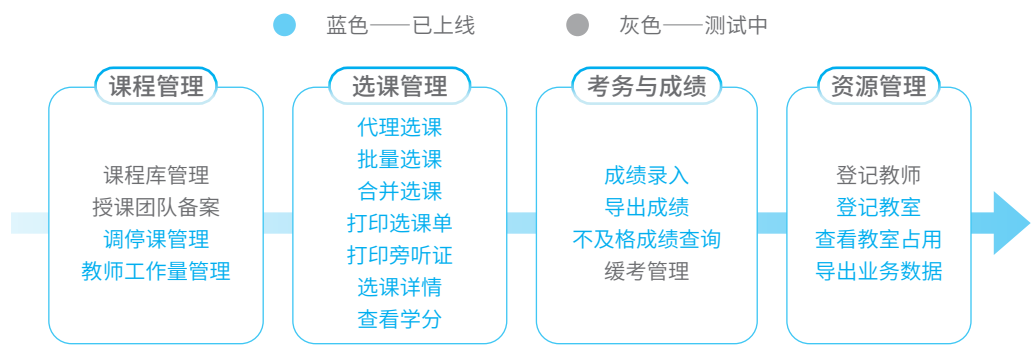 蓝色——已上线
灰色——测试中
课程管理
课程库管理
授课团队备案
调停课管理
教师工作量管理
选课管理
代理选课
批量选课
合并选课
打印选课单
打印旁听证
选课详情
查看学分
考务与成绩
成绩录入
导出成绩
不及格成绩查询
缓考管理
资源管理
登记教师
登记教室
查看教室占用
导出业务数据